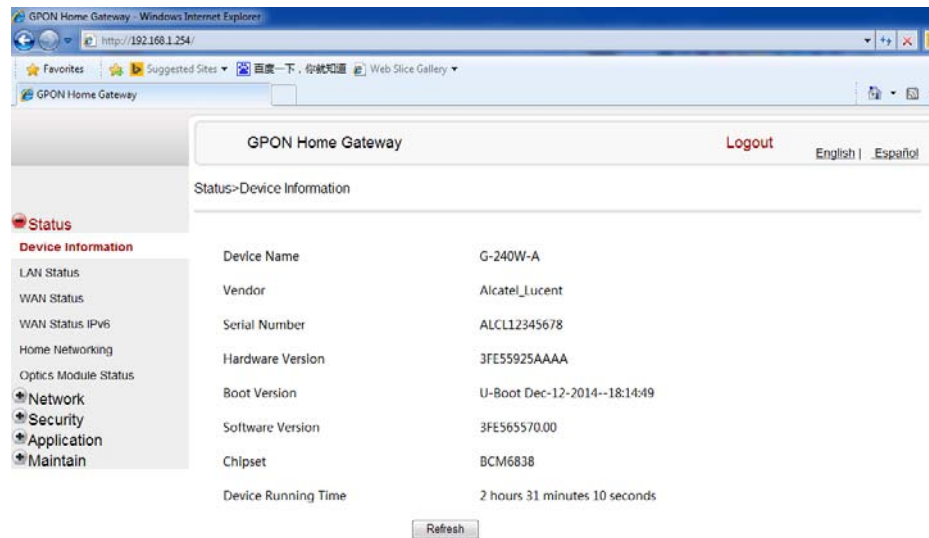 GPON Home Gateway - Windows Internet Explorer
http://192.168.1.254/
Favorites Suggested Sites 百度一下，你就知道 Web Slice Gallery
GPON Home Gateway
GPON Home Gateway Logout English | Español
Status>Device Information
Status
Device Information
LAN Status
WAN Status
WAN Status IPv6
Home Networking
Optics Module Status
Network
Security
Application
Maintain
Device Name G-240W-A
Vendor Alcatel_Lucent
Serial Number ALCL12345678
Hardware Version 3FE55925AAAA
Boot Version U-Boot Dec-12-2014--18:14:49
Software Version 3FE565570.00
Chipset BCM6838
Device Running Time 2 hours 31 minutes 10 seconds
Refresh